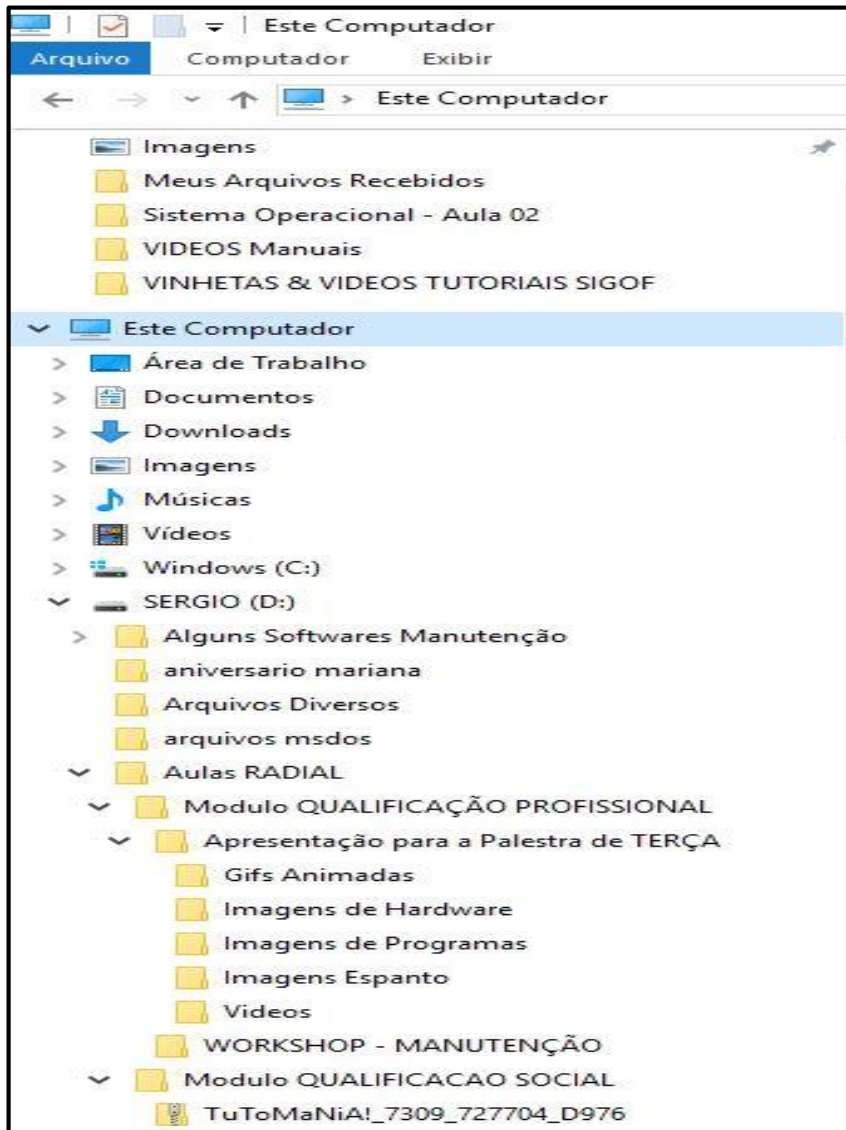 Este Computador
Arquivo Computador Exibir
Este Computador
Imagens
Meus Arquivos Recebidos
Sistema Operacional - Aula 02
VIDEOS Manuais
VINHETAS & VIDEOS TUTORIAIS SIGOF
Este Computador
Área de Trabalho
Documentos
Downloads
Imagens
Músicas
Vídeos
Windows (C:)
SERGIO (D:)
Alguns Softwares Manutenção
aniversario mariana
Arquivos Diversos
arquivos msdos
Aulas RADIAL
Modulo QUALIFICAÇÃO PROFISSIONAL
Apresentação para a Palestra de TERÇA
Gifs Animadas
Imagens de Hardware
Imagens de Programas
Imagens Espanto
Videos
WORKSHOP - MANUTENÇÃO
Modulo QUALIFICACAO SOCIAL
TuToMaNiA!_7309_727704_D976